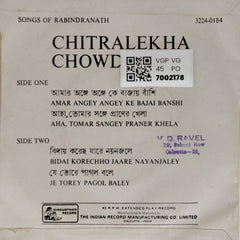 SONGS OF RABINDRANATH 3224-0184
CHITRALEKHA
CHOWD
VGP VG
45 PO
7002178
SIDE ONE
আমার অঙ্গে অঙ্গে কে বাজায় বাঁশি
AMAR ANGEY ANGEY KE BAJAI BANSHI
আহা, তোমার সঙ্গে প্রাণের খেলা
AHA, TOMAR SANGEY PRANER KHELA
SIDE TWO
V. D. RAVEL
Calcutta-20,
বিদায় করেছ যারে নয়নজলে
BIDAI KORECHHO JAARE NAYANJALEY
যে তোরে পাগল বলে
JE TOREY PAGOL BALEY
45 R.P.M. EXTENDED PLAY RECORD
THE INDIAN RECORD MANUFACTURING CO. LIMITED